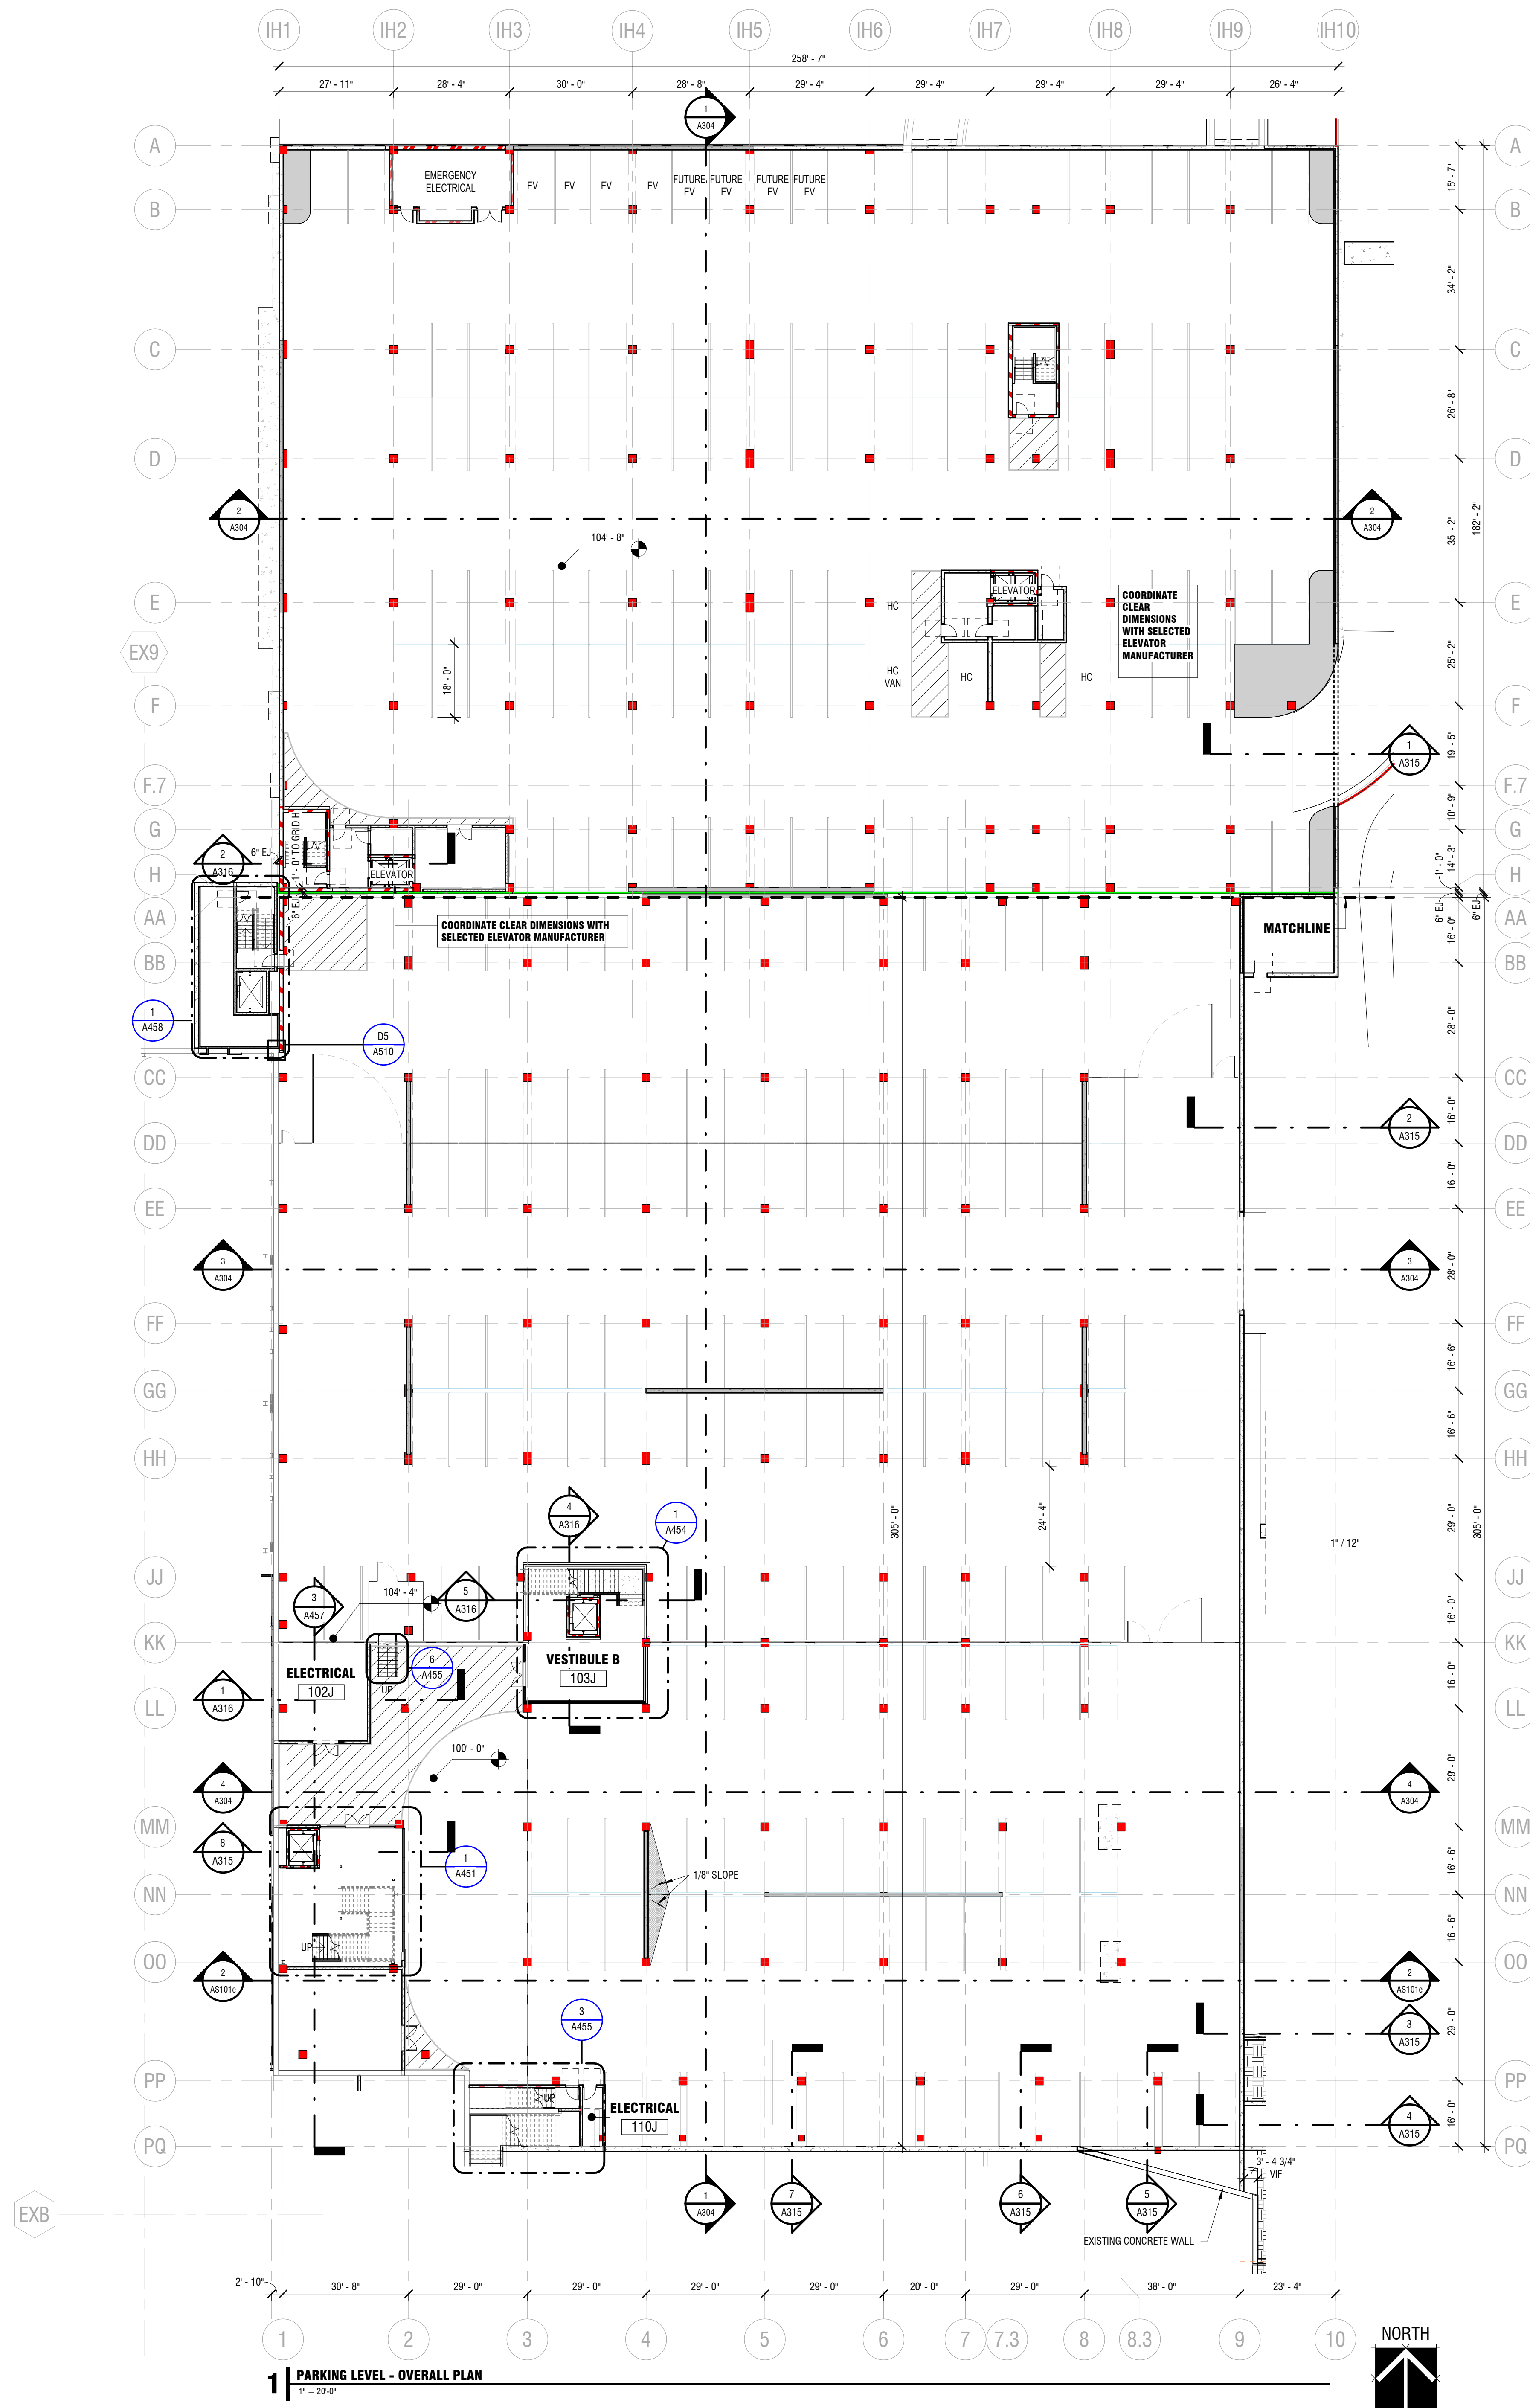 IH1 IH2 IH3 IH4 IH5 IH6 IH7 IH8 IH9 IH10
258' - 7"
27' - 11" 28' - 4" 30' - 0" 28' - 8" 29' - 4" 29' - 4" 29' - 4" 29' - 4" 26' - 4"
1
A304
A A
15' - 7"
EMERGENCY
ELECTRICAL
EV EV EV EV
FUTURE
EV
FUTURE
EV
FUTURE
EV
FUTURE
EV
B B
34' - 2"
C C
26' - 8"
D D
2
A304
2
A304
35' - 2"
182' - 2"
104' - 8"
ELEVATOR
COORDINATE
CLEAR
DIMENSIONS
WITH SELECTED
ELEVATOR
MANUFACTURER
E E
HC
EX9
25' - 2"
18' - 0"
HC
VAN
HC
HC
F F
19' - 5"
1
A315
F.7 F.7
10' - 9"
G G
1' - 0" TO GRID H
14' - 3"
2
A316
6" EJ
1' - 0"
H H
ELEVATOR
6" EJ
6" EJ
6" EJ
AA AA
COORDINATE CLEAR DIMENSIONS WITH
SELECTED ELEVATOR MANUFACTURER
MATCHLINE
16' - 0"
BB BB
1
A458
D5
A510
28' - 0"
CC CC
16' - 0"
2
A315
DD DD
16' - 0"
EE EE
3
A304
3
A304
28' - 0"
FF FF
16' - 6"
GG GG
16' - 6"
HH HH
4
A316
1
A454
305' - 0"
24' - 4"
29' - 0"
305' - 0"
1" / 12"
JJ JJ
3
A457
104' - 4"
5
A316
16' - 0"
KK KK
ELECTRICAL
102J
UP
6
A455
VESTIBULE B
103J
1
A316
16' - 0"
LL LL
100' - 0"
29' - 0"
4
A304
4
A304
MM MM
8
A315
1
A451
1/8" SLOPE
16' - 6"
NN NN
UP
16' - 6"
OO OO
2
AS101e
2
AS101e
3
A455
3
A315
29' - 0"
PP PP
UP
ELECTRICAL
110J
4
A315
16' - 0"
PQ PQ
3' - 4 3/4"
VIF
1
A304
7
A315
6
A315
5
A315
EXB
EXISTING CONCRETE WALL
2' - 10" 30' - 8" 29' - 0" 29' - 0" 29' - 0" 29' - 0" 20' - 0" 29' - 0" 38' - 0" 23' - 4"
1 2 3 4 5 6 7 7.3 8 8.3 9 10
NORTH
1 PARKING LEVEL - OVERALL PLAN
1" = 20'-0"